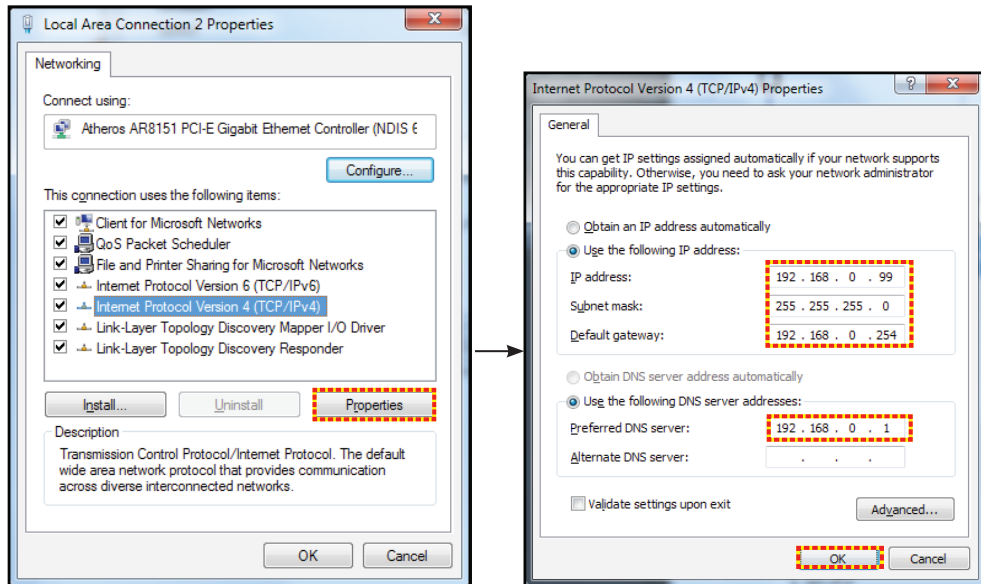 Local Area Connection 2 Properties
Networking
Connect using:
Atheros AR8151 PCI-E Gigabit Ethernet Controller (NDIS 6
Configure...
This connection uses the following items:
Client for Microsoft Networks
QoS Packet Scheduler
File and Printer Sharing for Microsoft Networks
Internet Protocol Version 6 (TCP/IPv6)
Internet Protocol Version 4 (TCP/IPv4)
Link-Layer Topology Discovery Mapper I/O Driver
Link-Layer Topology Discovery Responder
Install...
Uninstall
Properties
Description
Transmission Control Protocol/Internet Protocol. The default
wide area network protocol that provides communication
across diverse interconnected networks.
OK
Cancel
Internet Protocol Version 4 (TCP/IPv4) Properties
?
General
You can get IP settings assigned automatically if your network supports
this capability. Otherwise, you need to ask your network administrator
for the appropriate IP settings.
Obtain an IP address automatically
Use the following IP address:
IP address:
192 . 168 . 0 . 99
Subnet mask:
255 . 255 . 255 . 0
Default gateway:
192 . 168 . 0 . 254
Obtain DNS server address automatically
Use the following DNS server addresses:
Preferred DNS server:
192 . 168 . 0 . 1
Alternate DNS server:
. . .
Validate settings upon exit
Advanced...
OK
Cancel